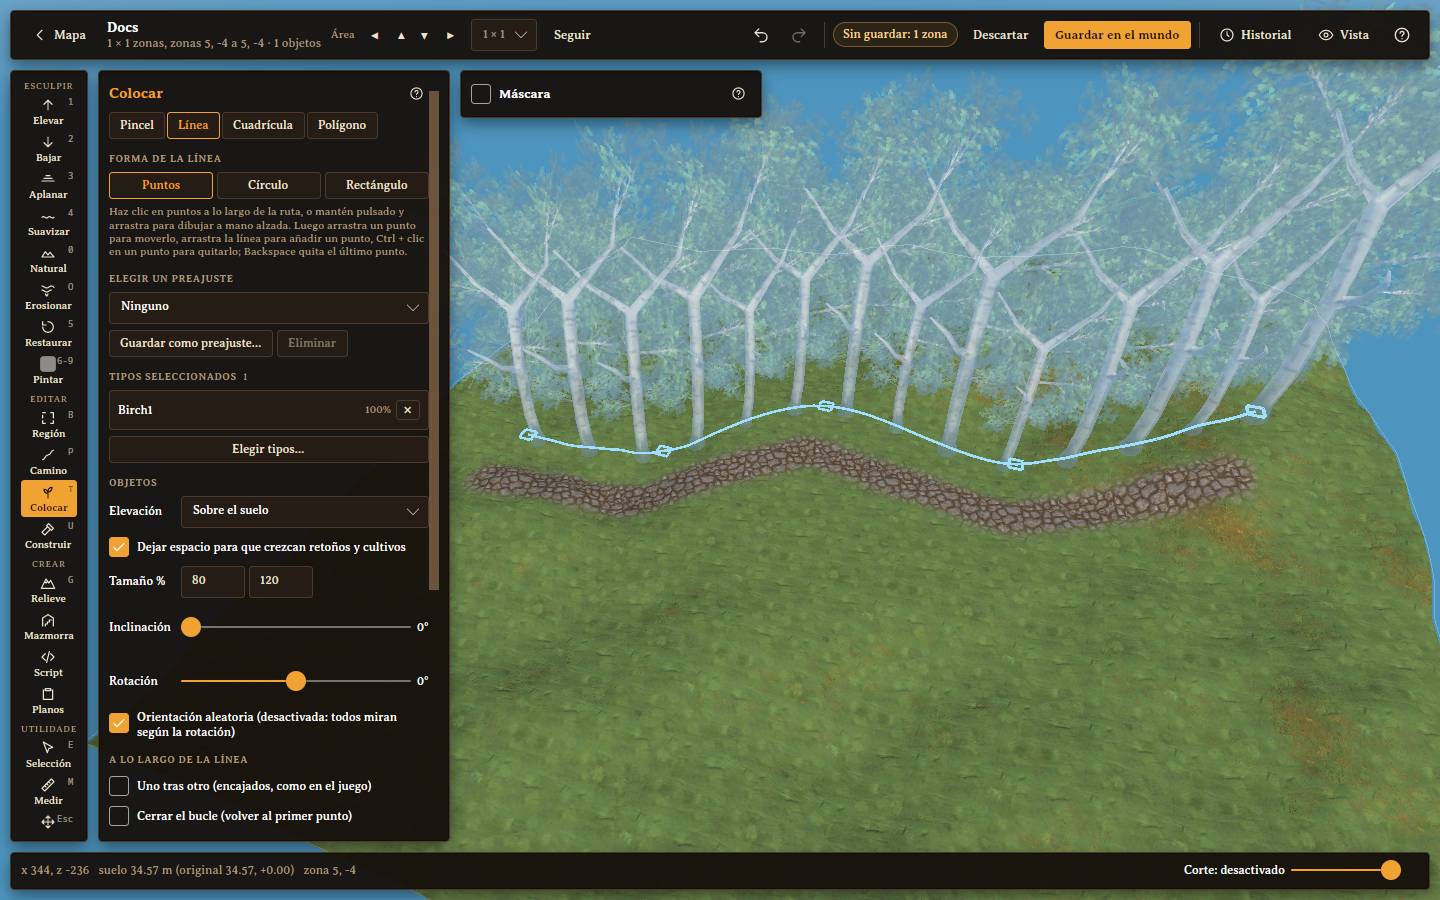 Mapa
Docs
1 × 1 zonas, zonas 5, -4 a 5, -4 · 1 objetos
Área
1 × 1
Seguir
Sin guardar: 1 zona
Descartar
Guardar en el mundo
Historial
Vista
ESCULPIR
1
Elevar
2
Bajar
3
Aplanar
4
Suavizar
0
Natural
O
Erosionar
5
Restaurar
6-9
Pintar
EDITAR
B
Región
P
Camino
T
Colocar
U
Construir
CREAR
G
Relieve
Mazmorra
Script
Planos
UTILIDADE
E
Selección
M
Medir
Esc
Colocar
Pincel
Línea
Cuadrícula
Polígono
FORMA DE LA LÍNEA
Puntos
Círculo
Rectángulo
Haz clic en puntos a lo largo de la ruta, o mantén pulsado y
arrastra para dibujar a mano alzada. Luego arrastra un punto
para moverlo, arrastra la línea para añadir un punto, Ctrl + clic
en un punto para quitarlo; Backspace quita el último punto.
ELEGIR UN PREAJUSTE
Ninguno
Guardar como preajuste...
Eliminar
TIPOS SELECCIONADOS 1
Birch1
100%
Elegir tipos...
OBJETOS
Elevación
Sobre el suelo
Dejar espacio para que crezcan retoños y cultivos
Tamaño %
80
120
Inclinación
0°
Rotación
0°
Orientación aleatoria (desactivada: todos miran
según la rotación)
A LO LARGO DE LA LÍNEA
Uno tras otro (encajados, como en el juego)
Cerrar el bucle (volver al primer punto)
Máscara
x 344, z -236 suelo 34.57 m (original 34.57, +0.00) zona 5, -4
Corte: desactivado